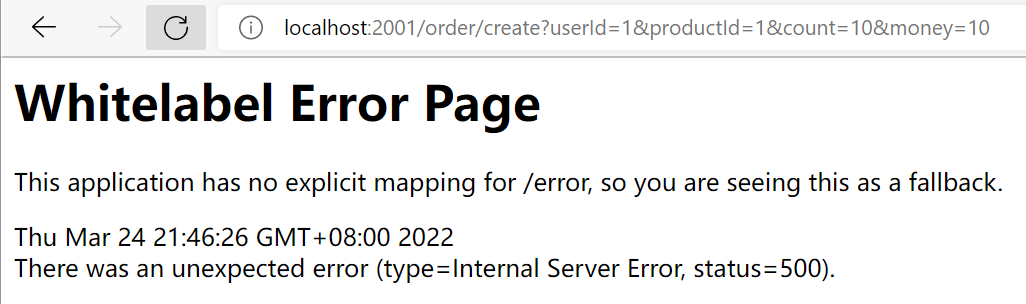 localhost:2001/order/create?userId=1&productId=1&count=10&money=10
Whitelabel Error Page
This application has no explicit mapping for /error, so you are seeing this as a fallback.
Thu Mar 24 21:46:26 GMT+08:00 2022
There was an unexpected error (type=Internal Server Error, status=500).